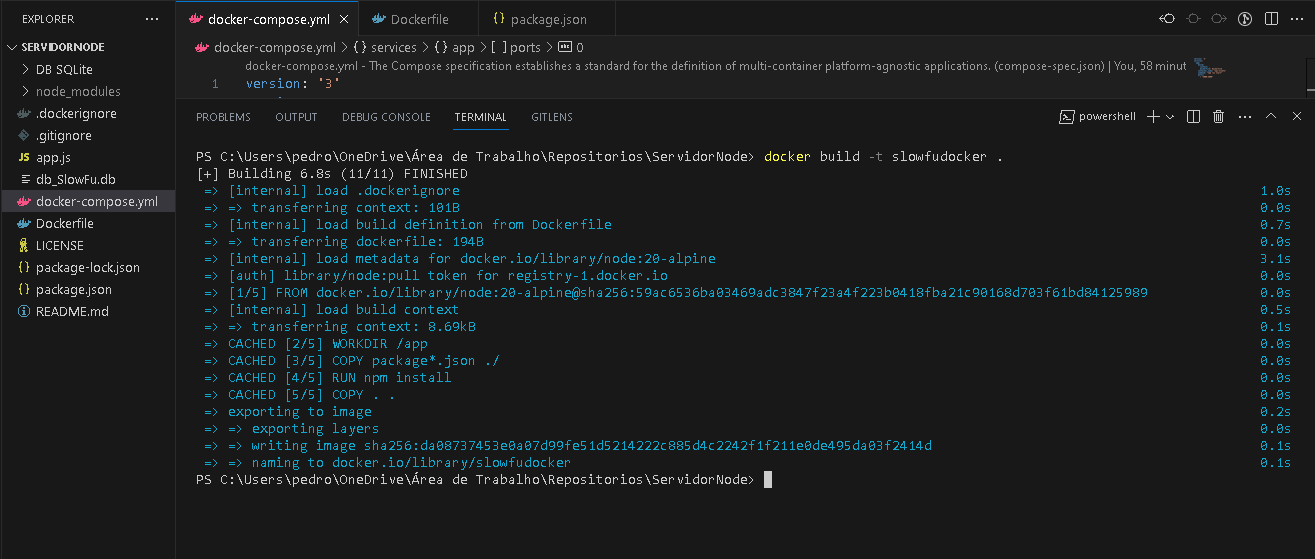 EXPLORER
SERVIDORNODE
DB SQLite
node_modules
.dockerignore
.gitignore
JS app.js
db_SlowFu.db
docker-compose.yml
Dockerfile
LICENSE
{} package-lock.json
{} package.json
README.md
docker-compose.yml Dockerfile {} package.json
docker-compose.yml > {} services > {} app > [ ] ports > abc 0
docker-compose.yml - The Compose specification establishes a standard for the definition of multi-container platform-agnostic applications. (compose-spec.json) | You, 58 minut
1 version: '3'
PROBLEMS OUTPUT DEBUG CONSOLE TERMINAL GITLENS
powershell
PS C:\Users\pedro\OneDrive\Área de Trabalho\Repositorios\ServidorNode> docker build -t slowfudocker .
[+] Building 6.8s (11/11) FINISHED
=> [internal] load .dockerignore 1.0s
=> => transferring context: 101B 0.0s
=> [internal] load build definition from Dockerfile 0.7s
=> => transferring dockerfile: 194B 0.0s
=> [internal] load metadata for docker.io/library/node:20-alpine 3.1s
=> [auth] library/node:pull token for registry-1.docker.io 0.0s
=> [1/5] FROM docker.io/library/node:20-alpine@sha256:59ac6536ba03469adc3847f23a4f223b0418fba21c90168d703f61bd84125989 0.0s
=> [internal] load build context 0.5s
=> => transferring context: 8.69kB 0.1s
=> CACHED [2/5] WORKDIR /app 0.0s
=> CACHED [3/5] COPY package*.json ./ 0.0s
=> CACHED [4/5] RUN npm install 0.0s
=> CACHED [5/5] COPY . . 0.0s
=> exporting to image 0.2s
=> => exporting layers 0.0s
=> => writing image sha256:da08737453e0a07d99fe51d5214222c885d4c2242f1f211e0de495da03f2414d 0.1s
=> => naming to docker.io/library/slowfudocker 0.1s
PS C:\Users\pedro\OneDrive\Área de Trabalho\Repositorios\ServidorNode>